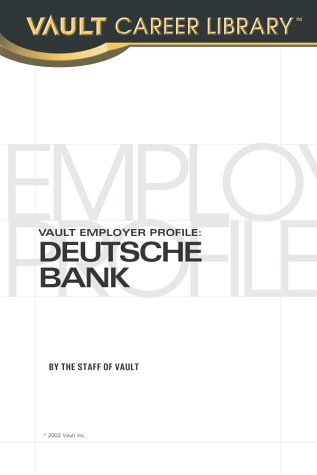 VAULT CAREER LIBRARY™
EMPLOY
PROFILE
VAULT EMPLOYER PROFILE:
DEUTSCHE
BANK
BY THE STAFF OF VAULT
© 2002 Vault Inc.